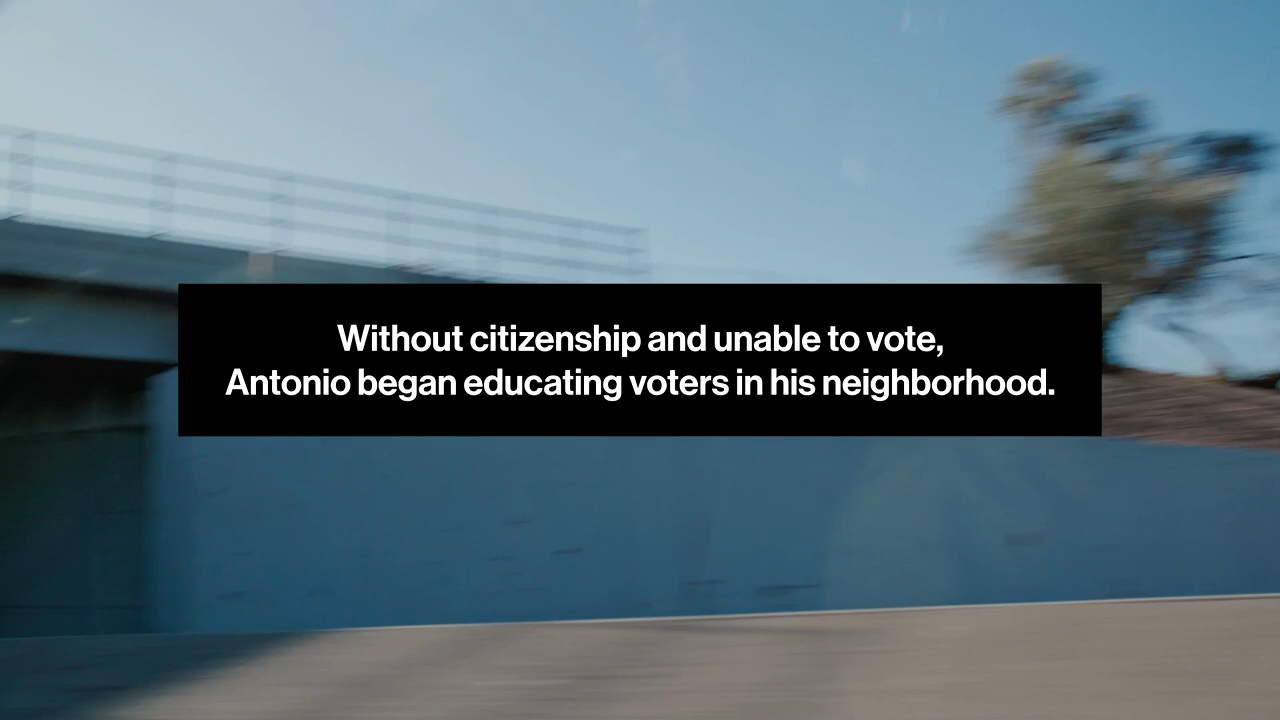 Without citizenship and unable to vote,
Antonio began educating voters in his neighborhood.